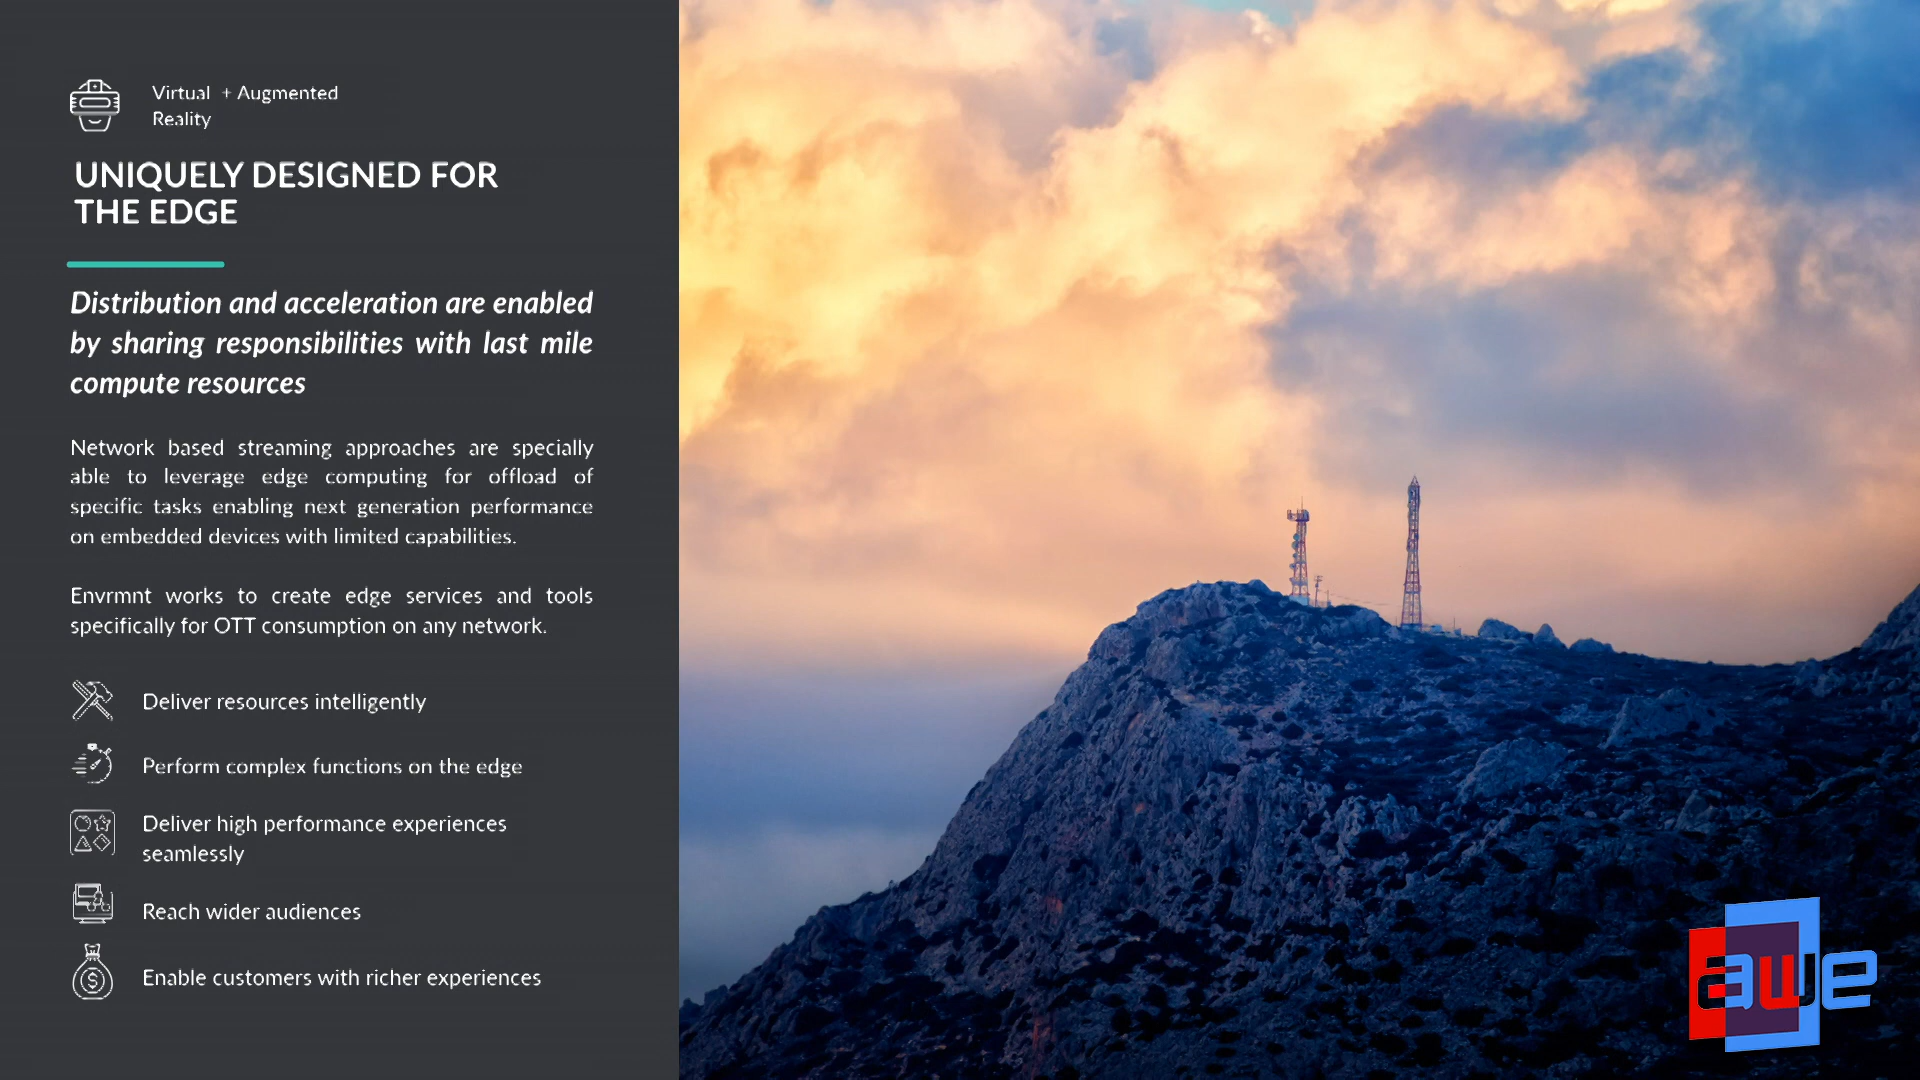 Virtual + Augmented
Reality
UNIQUELY DESIGNED FOR
THE EDGE
Distribution and acceleration are enabled
by sharing responsibilities with last mile
compute resources
Network based streaming approaches are specially
able to leverage edge computing for offload of
specific tasks enabling next generation performance
on embedded devices with limited capabilities.
Envrmnt works to create edge services and tools
specifically for OTT consumption on any network.
Deliver resources intelligently
Perform complex functions on the edge
Deliver high performance experiences
seamlessly
Reach wider audiences
$ Enable customers with richer experiences
awe